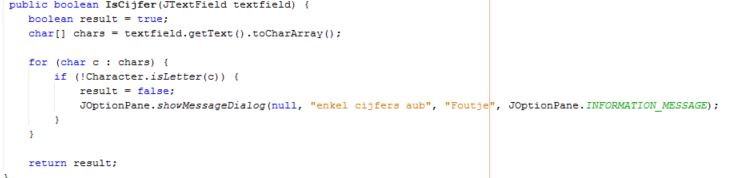 public boolean IsCijfer(JTextField textfield) {
boolean result = true;
char[] chars = textfield.getText().toCharArray();
for (char c : chars) {
if (!Character.isLetter(c)) {
result = false;
JOptionPane.showMessageDialog(null, "enkel cijfers aub", "Foutje", JOptionPane.INFORMATION_MESSAGE);
}
}
return result;
}